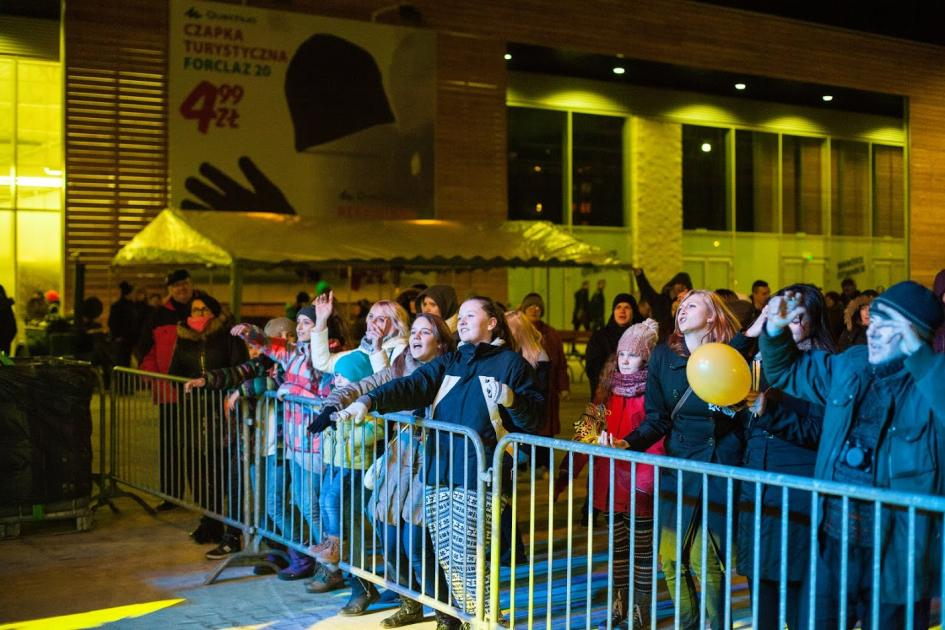 Quechua
CZAPKA
TURYSTYCZNA
FORCLAZ 20
4,99
ZŁ